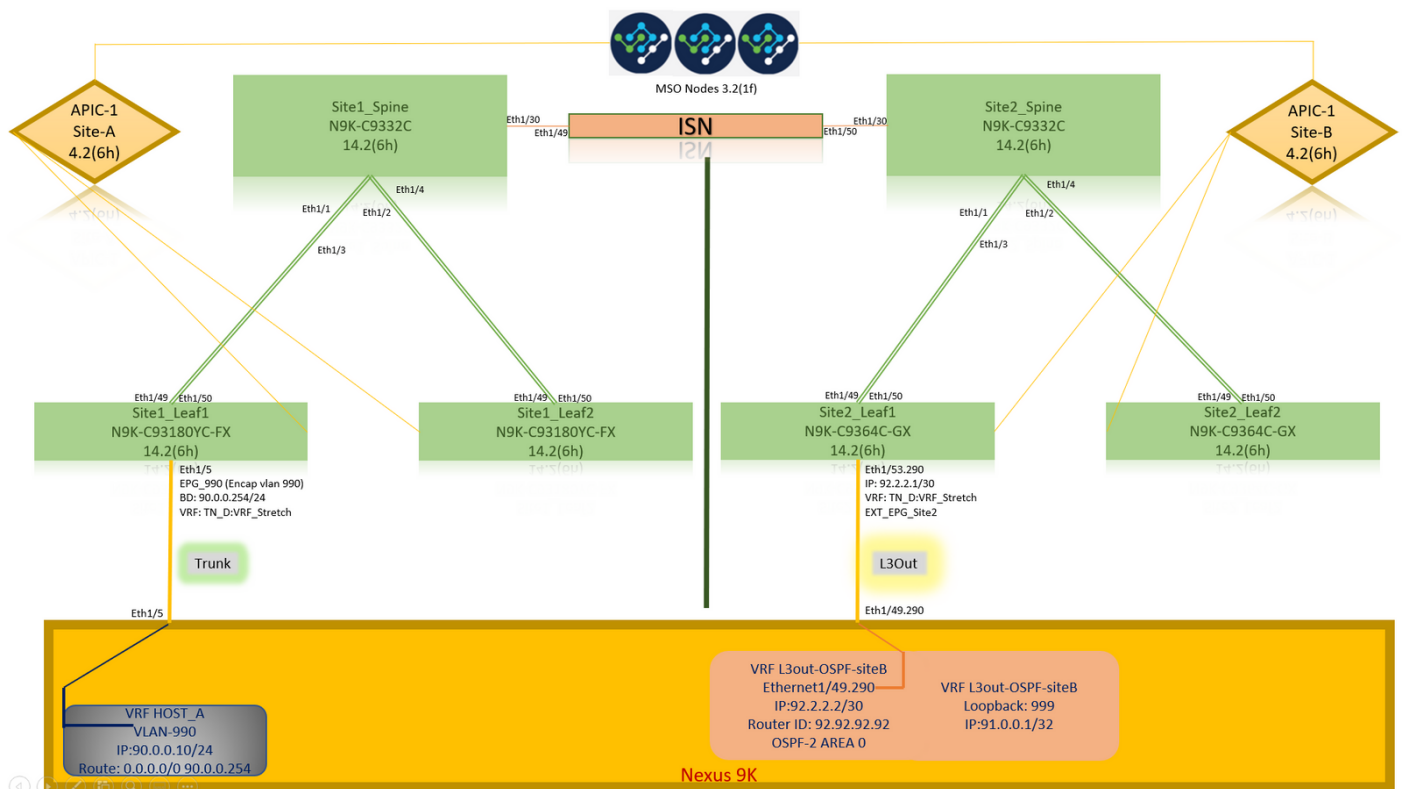 MSO Nodes 3.2(1f)
APIC-1
Site-A
4.2(6h)
Site1_Spine
N9K-C9332C
14.2(6h)
Eth1/30
Eth1/49
ISN
Eth1/30
Eth1/50
Site2_Spine
N9K-C9332C
14.2(6h)
APIC-1
Site-B
4.2(6h)
Eth1/4
Eth1/1
Eth1/2
Eth1/3
Eth1/4
Eth1/1
Eth1/2
Eth1/3
Eth1/49
Eth1/50
Site1_Leaf1
N9K-C93180YC-FX
14.2(6h)
Eth1/49
Eth1/50
Site1_Leaf2
N9K-C93180YC-FX
14.2(6h)
Eth1/49
Eth1/50
Site2_Leaf1
N9K-C9364C-GX
14.2(6h)
Eth1/49
Eth1/50
Site2_Leaf2
N9K-C9364C-GX
14.2(6h)
Eth1/5
EPG_990 (Encap vlan 990)
BD: 90.0.0.254/24
VRF: TN_D:VRF_Stretch
Eth1/53.290
IP: 92.2.2.1/30
VRF: TN_D:VRF_Stretch
EXT_EPG_Site2
Trunk
L3Out
Eth1/5
Eth1/49.290
VRF HOST_A
VLAN-990
IP:90.0.0.10/24
Route: 0.0.0.0/0 90.0.0.254
VRF L3out-OSPF-siteB
Ethernet1/49.290
IP:92.2.2.2/30
Router ID: 92.92.92.92
OSPF-2 AREA 0
VRF L3out-OSPF-siteB
Loopback: 999
IP:91.0.0.1/32
Nexus 9K